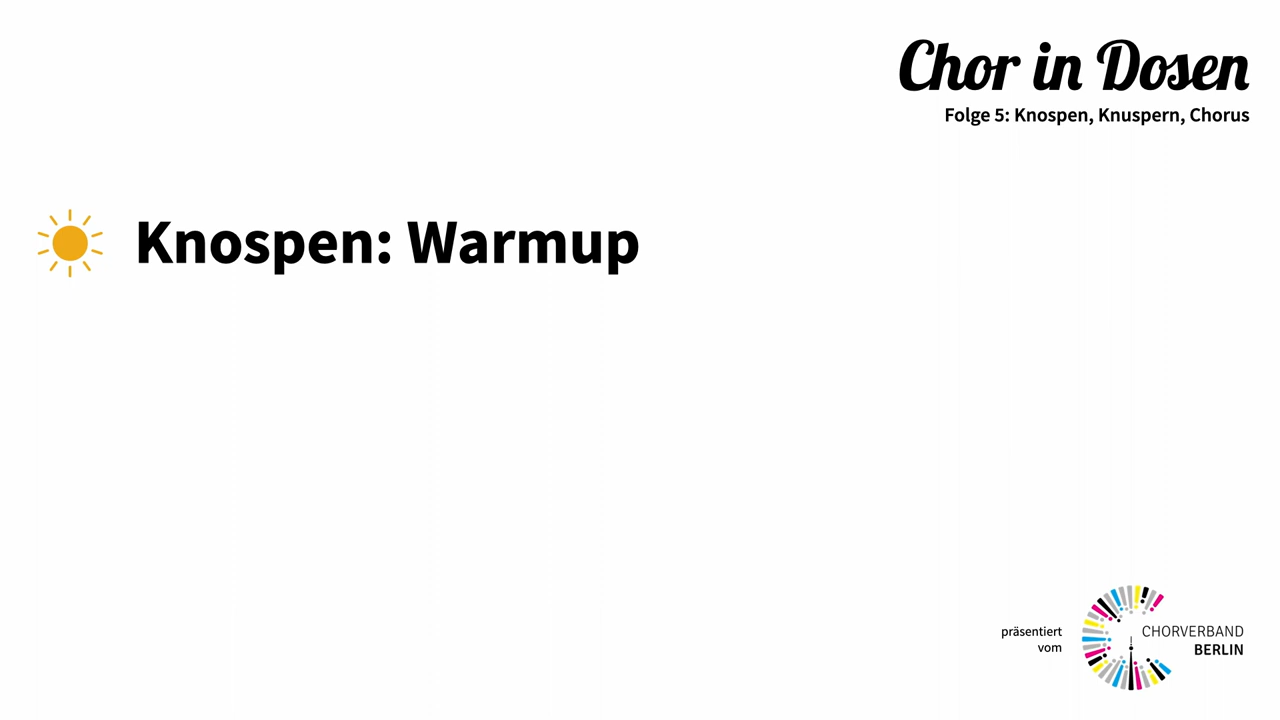 Chor in Dosen
Folge 5: Knospen, Knuspern, Chorus
Knospen: Warmup
präsentiert
vom
CHORVERBAND
BERLIN